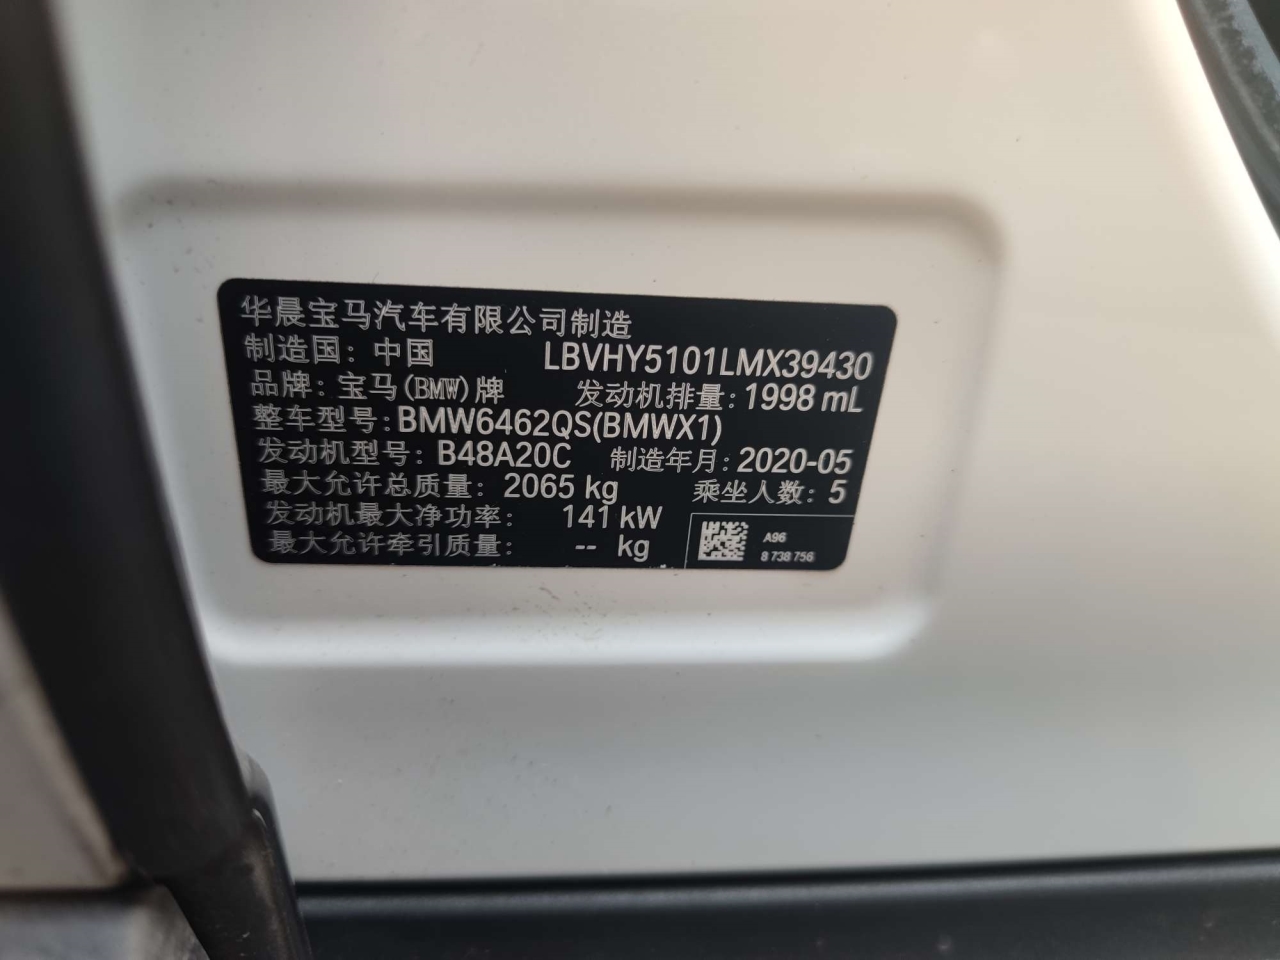 华晨宝马汽车有限公司制造
制造国：中国 LBVHY5101LMX39430
品牌：宝马(BMW)牌 发动机排量：1998 mL
整车型号：BMW6462QS(BMWX1)
发动机型号：B48A20C 制造年月：2020-05
最大允许总质量：2065 kg 乘坐人数：5
发动机最大净功率：141 kW
最大允许牵引质量：-- kg
A96
8 738 756